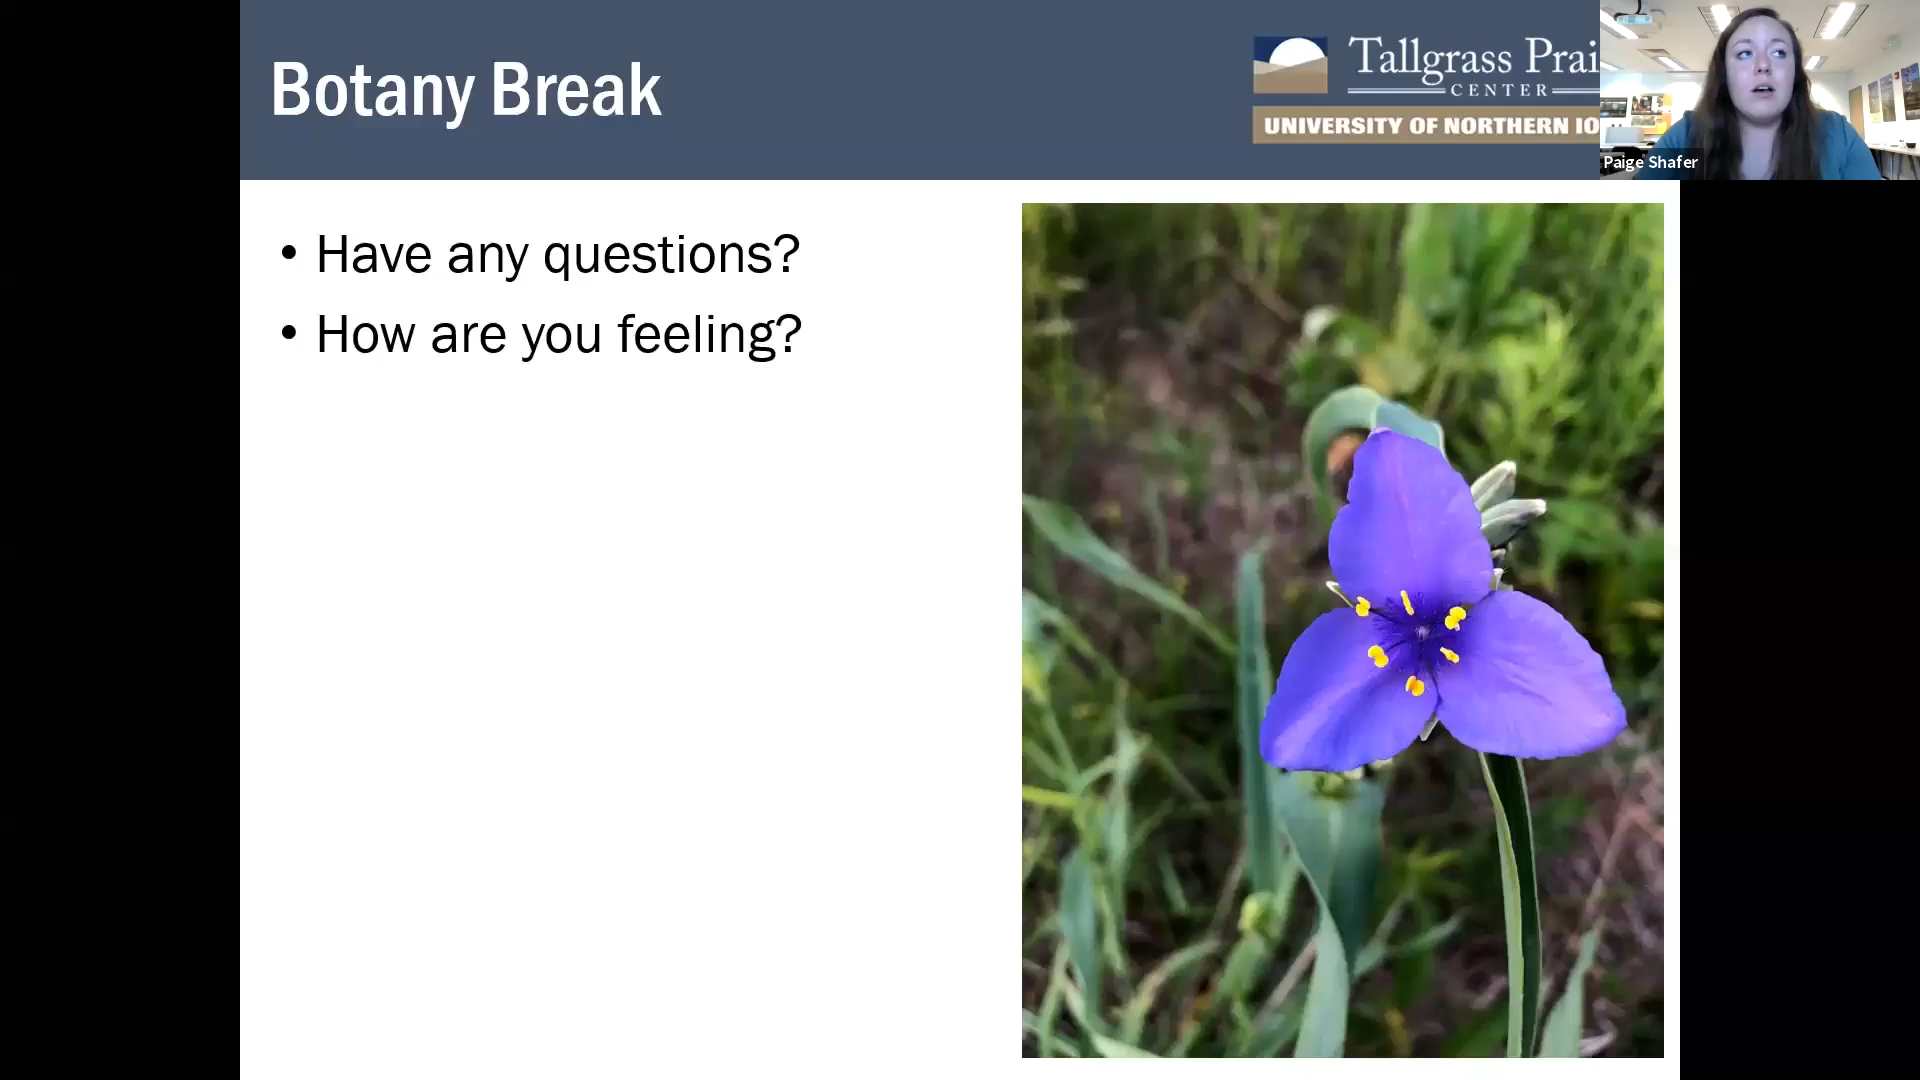 Botany Break
Tallgrass Prai
CENTER
UNIVERSITY OF NORTHERN IO
Paige Shafer
• Have any questions?
• How are you feeling?